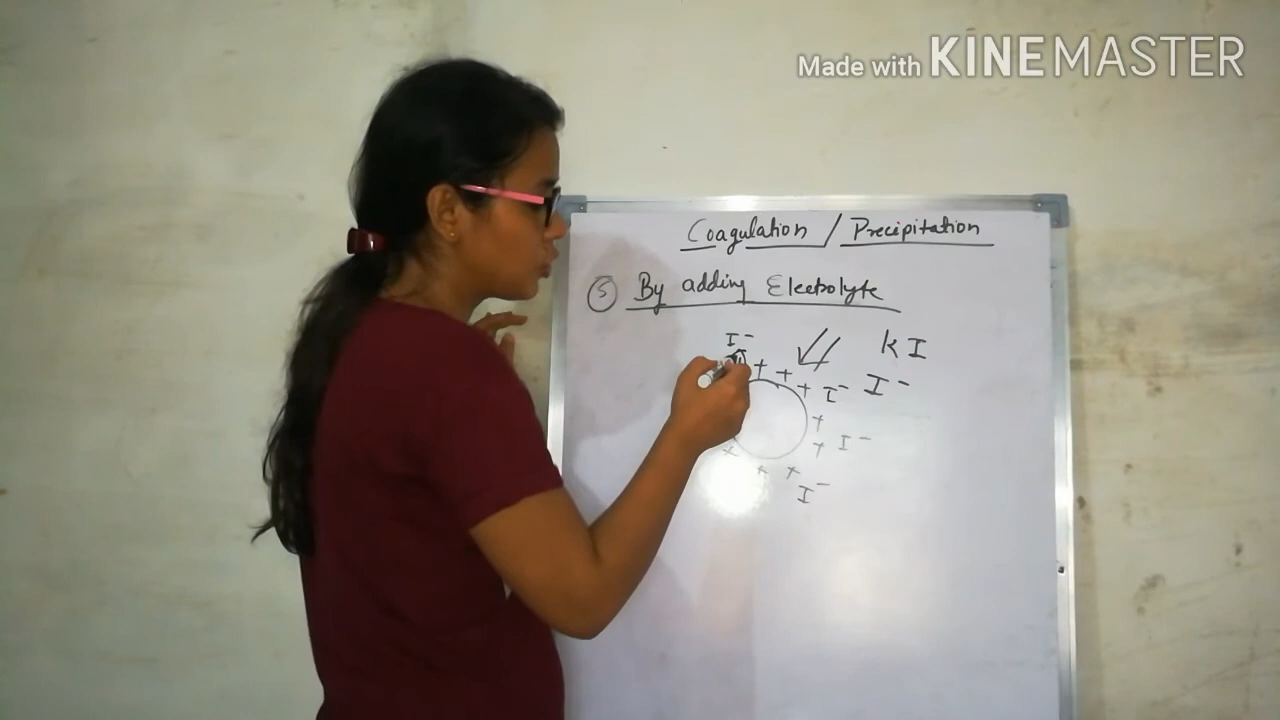 Made with KINEMASTER
Coagulation / Precipitation
5 By adding Electrolyte
I⁻
KI
+ + + I⁻ I⁻
+
+ I⁻
+ + +
I⁻